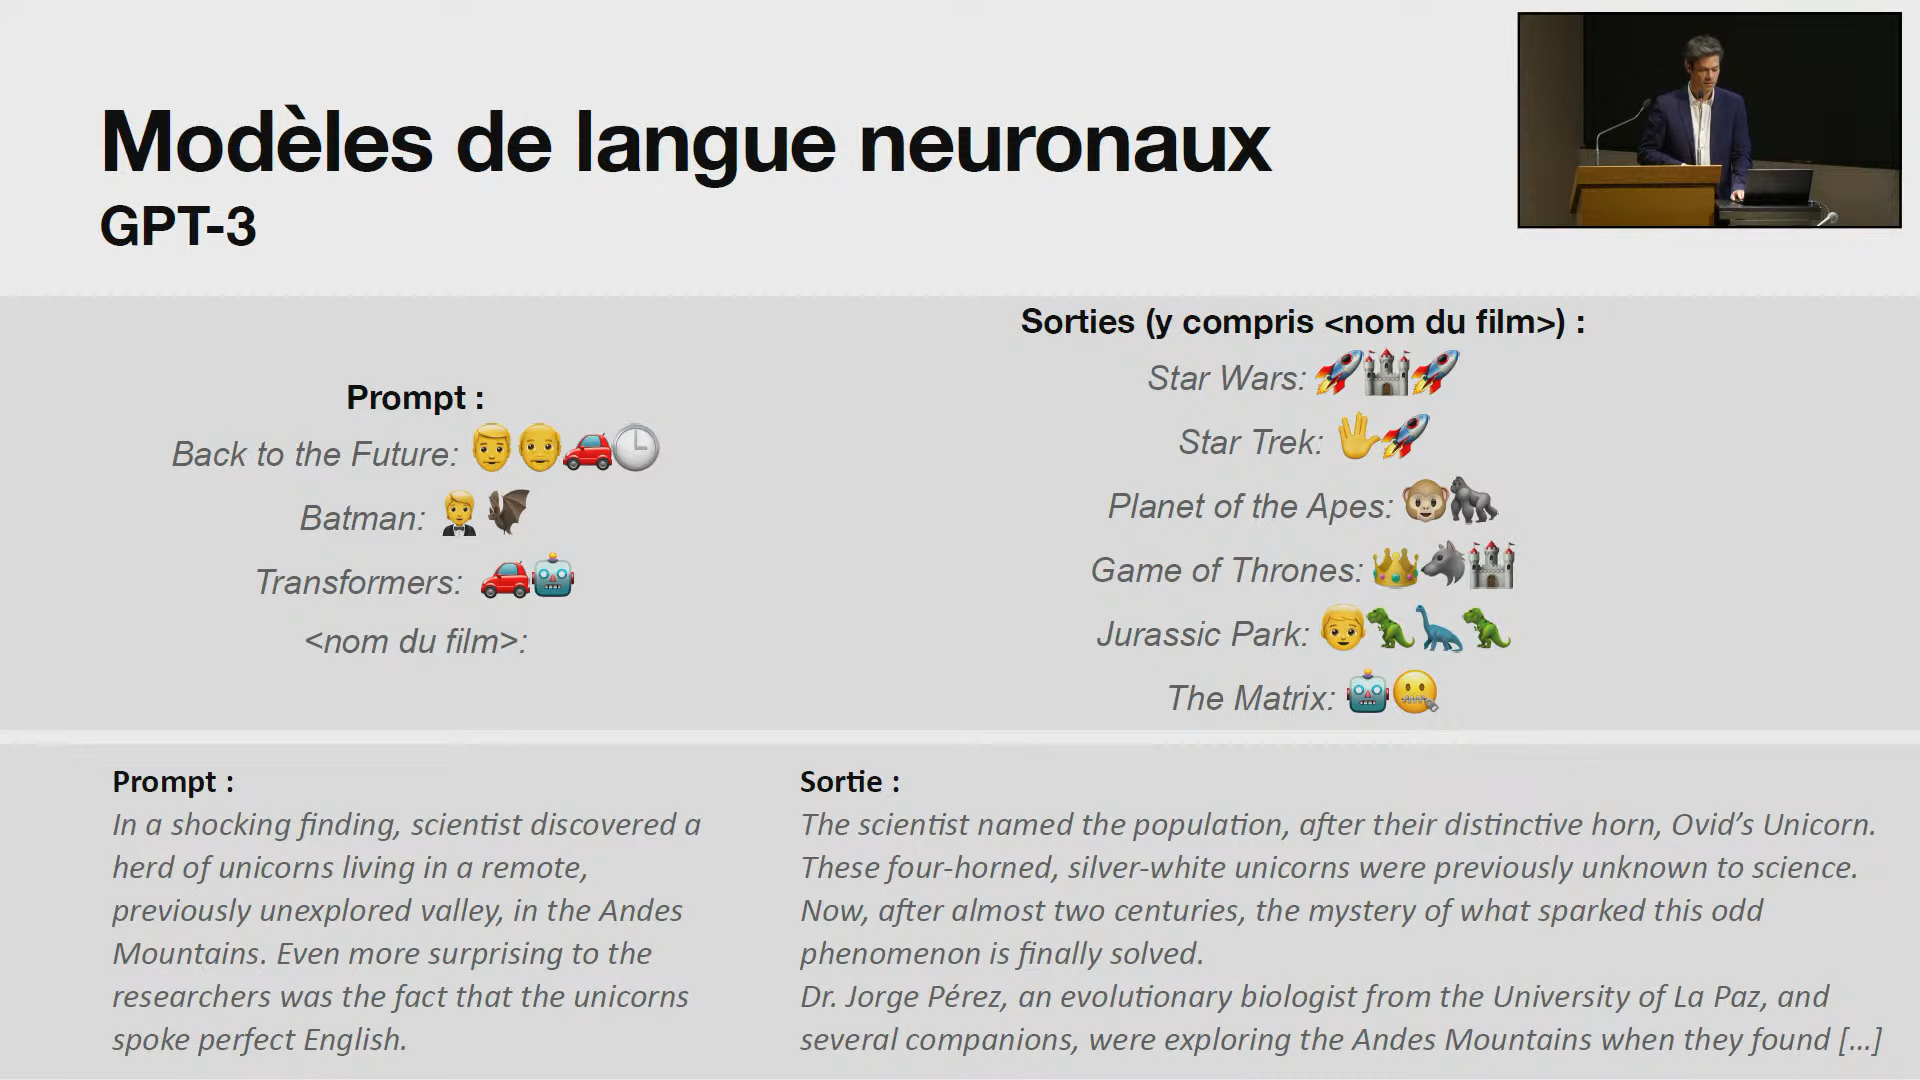 Modèles de langue neuronaux
GPT-3
Prompt :
Back to the Future: 👨👴🚗🕒
Batman: 🤵🦇
Transformers: 🚗🤖
<nom du film>:
Sorties (y compris <nom du film>) :
Star Wars: 🚀🏰🚀
Star Trek: 🖖🚀
Planet of the Apes: 🐵🦍
Game of Thrones: 👑🐺🏰
Jurassic Park: 👦🦖🦕🦖
The Matrix: 🤖🤐
Prompt :
In a shocking finding, scientist discovered a
herd of unicorns living in a remote,
previously unexplored valley, in the Andes
Mountains. Even more surprising to the
researchers was the fact that the unicorns
spoke perfect English.
Sortie :
The scientist named the population, after their distinctive horn, Ovid’s Unicorn.
These four-horned, silver-white unicorns were previously unknown to science.
Now, after almost two centuries, the mystery of what sparked this odd
phenomenon is finally solved.
Dr. Jorge Pérez, an evolutionary biologist from the University of La Paz, and
several companions, were exploring the Andes Mountains when they found [...]